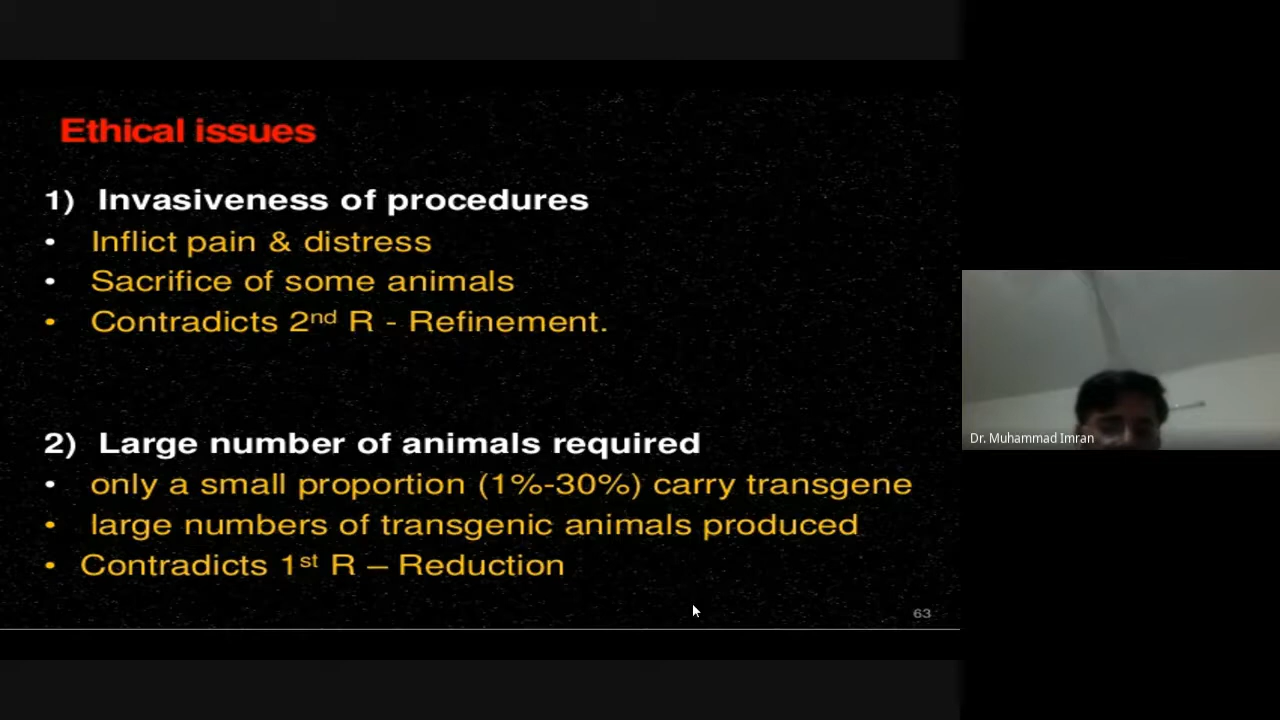 Ethical issues
1) Invasiveness of procedures
• Inflict pain & distress
• Sacrifice of some animals
• Contradicts 2nd R - Refinement.
2) Large number of animals required
• only a small proportion (1%-30%) carry transgene
• large numbers of transgenic animals produced
• Contradicts 1st R – Reduction
63
Dr. Muhammad Imran